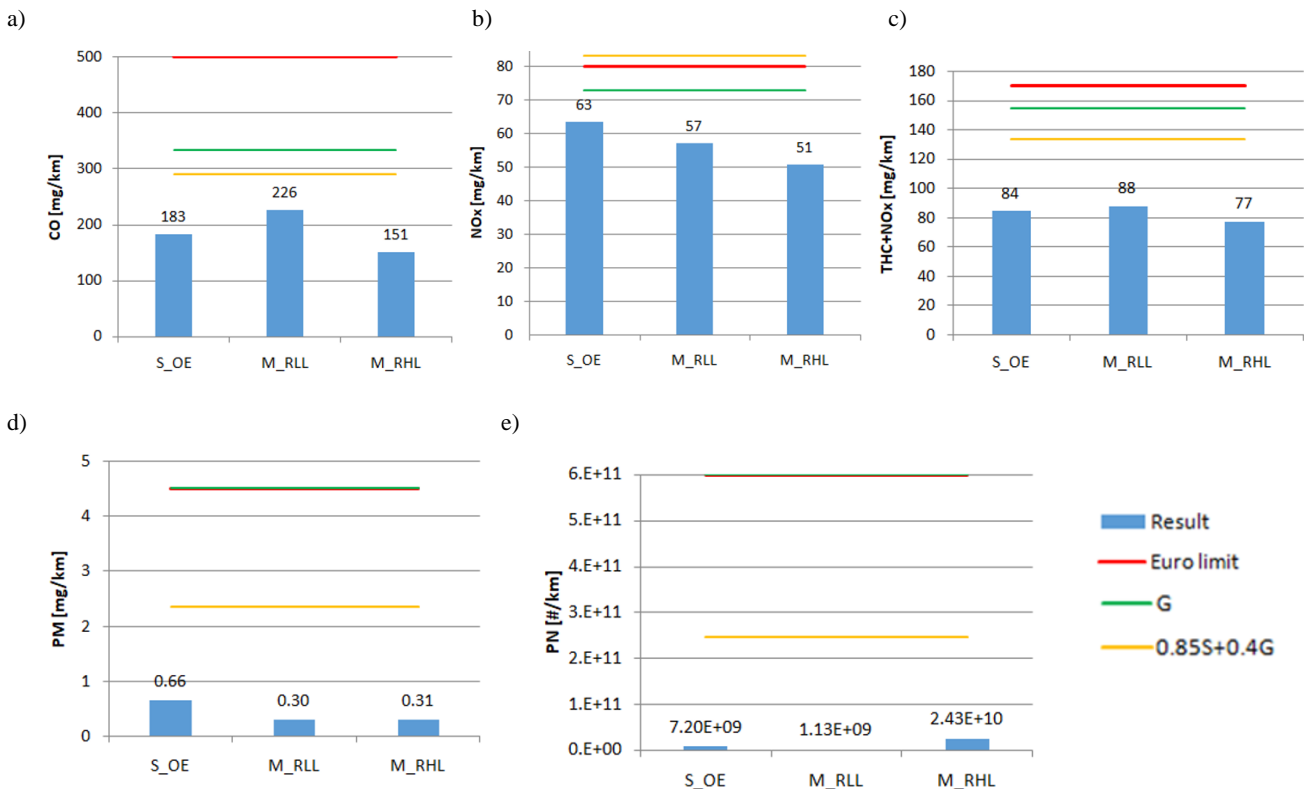 a)
b)
c)
500
400
300
200
100
0
CO [mg/km]
183
226
151
S_OE
M_RLL
M_RHL
80
70
60
50
40
30
20
10
0
NOx [mg/km]
63
57
51
S_OE
M_RLL
M_RHL
180
160
140
120
100
80
60
40
20
0
THC+NOx [mg/km]
84
88
77
S_OE
M_RLL
M_RHL
d)
e)
5
4
3
2
1
0
PM [mg/km]
0.66
0.30
0.31
S_OE
M_RLL
M_RHL
6.E+11
5.E+11
4.E+11
3.E+11
2.E+11
1.E+11
0.E+00
PN [#/km]
7.20E+09
1.13E+09
2.43E+10
S_OE
M_RLL
M_RHL
Result
Euro limit
G
0.85S+0.4G